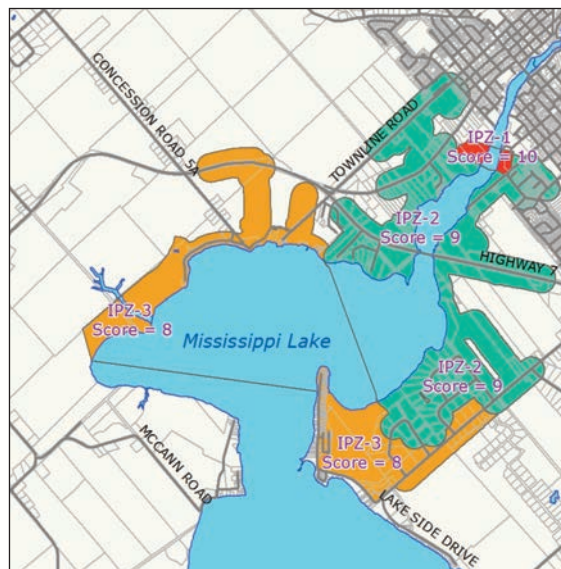 CONCESSION ROAD 5A
TOWNLINE ROAD
IPZ-1
Score = 10
IPZ-2
Score = 9
HIGHWAY 7
IPZ-3
Score = 8
Mississippi Lake
IPZ-2
Score = 9
IPZ-3
Score = 8
MCCANN ROAD
LAKE SIDE DRIVE